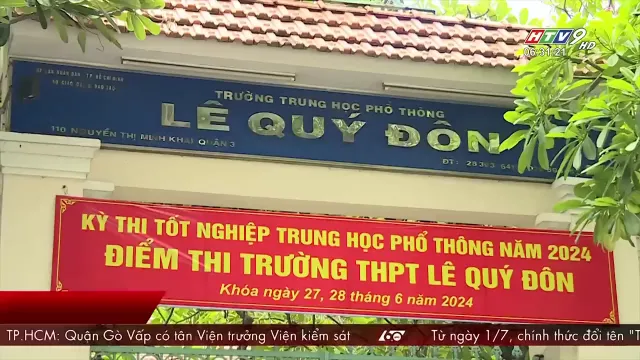 HTV9 HD
06:31:21
TRƯỜNG TRUNG HỌC PHỔ THÔNG
LÊ QUÝ ĐÔN
110 NGUYỄN THỊ MINH KHAI QUẬN 3
KỲ THI TỐT NGHIỆP TRUNG HỌC PHỔ THÔNG NĂM 2024
ĐIỂM THI TRƯỜNG THPT LÊ QUÝ ĐÔN
Khóa ngày 27, 28 tháng 6 năm 2024
TP.HCM: Quận Gò Vấp có tân Viện trưởng Viện kiểm sát
Từ ngày 1/7, chính thức đổi tên "T